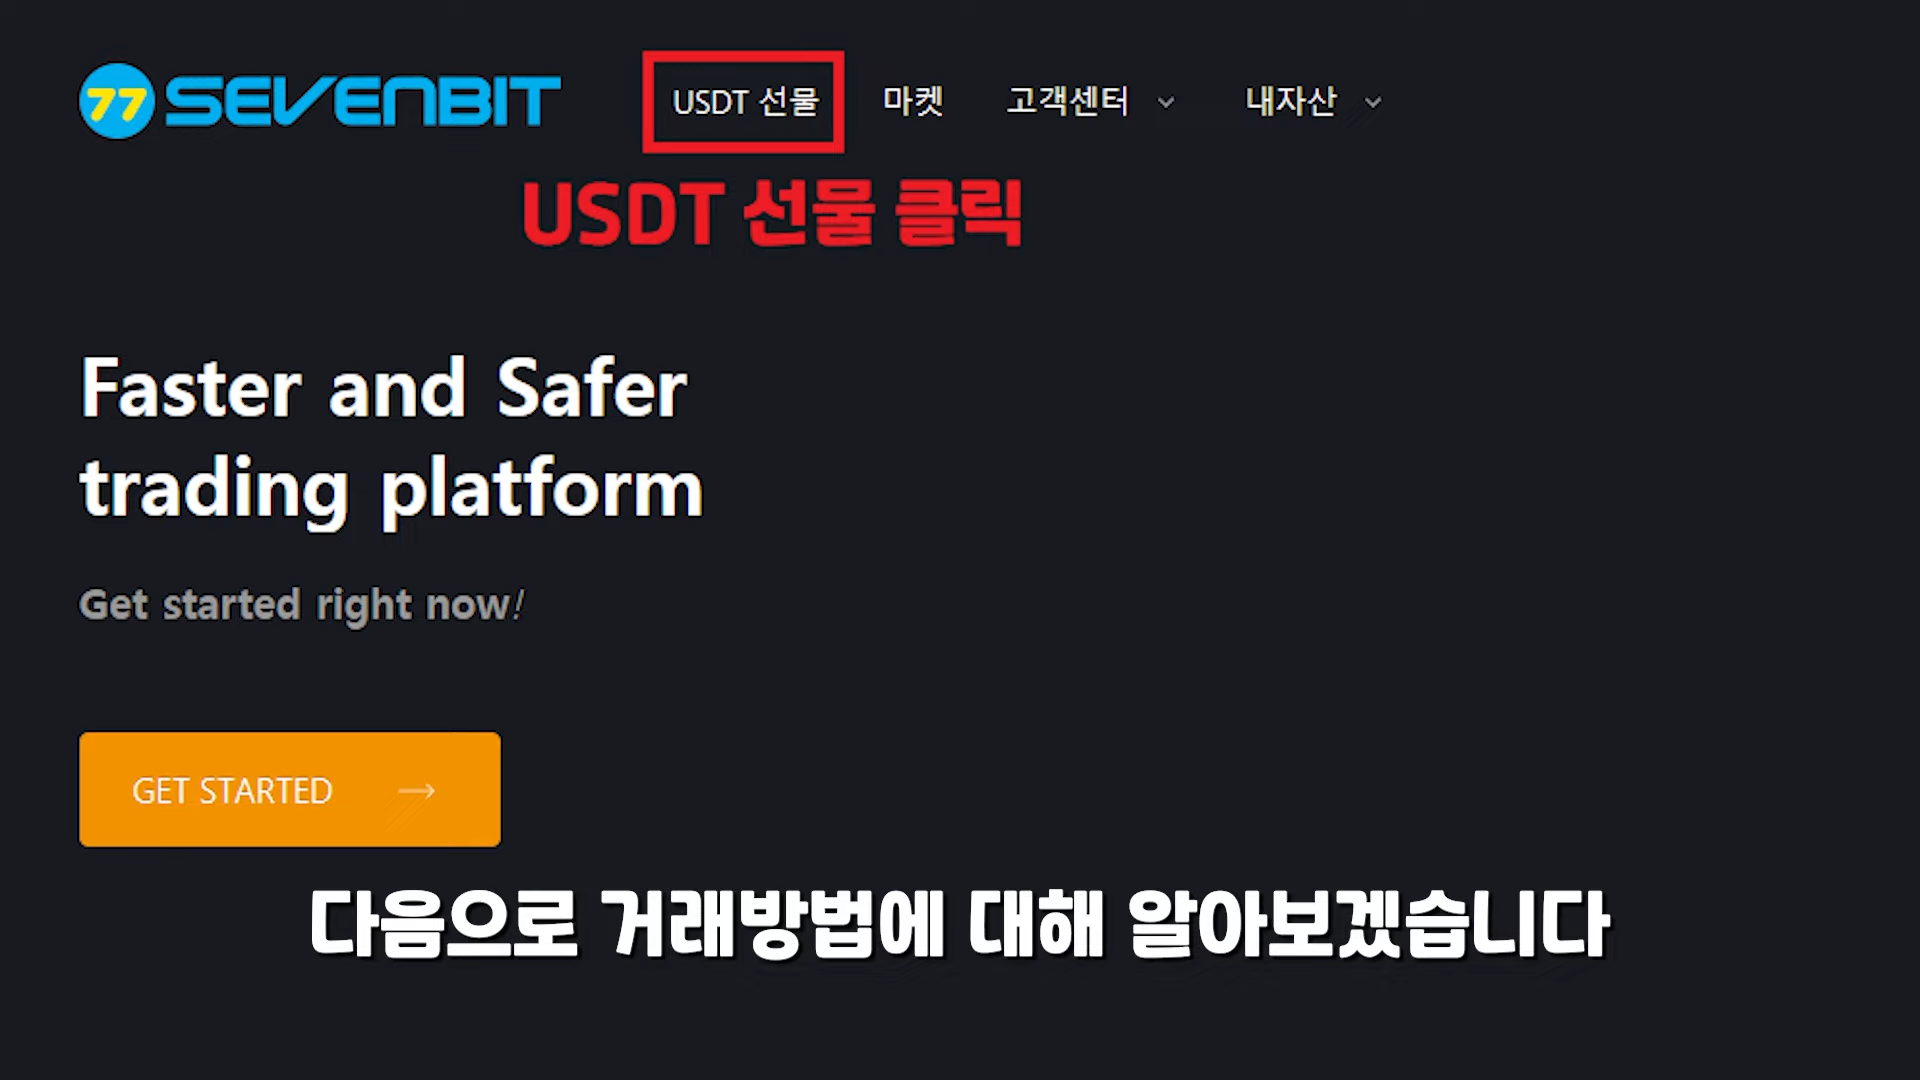 77 SEVENBIT USDT 선물 마켓 고객센터 내자산
USDT 선물 클릭
Faster and Safer
trading platform
Get started right now!
GET STARTED
다음으로 거래방법에 대해 알아보겠습니다